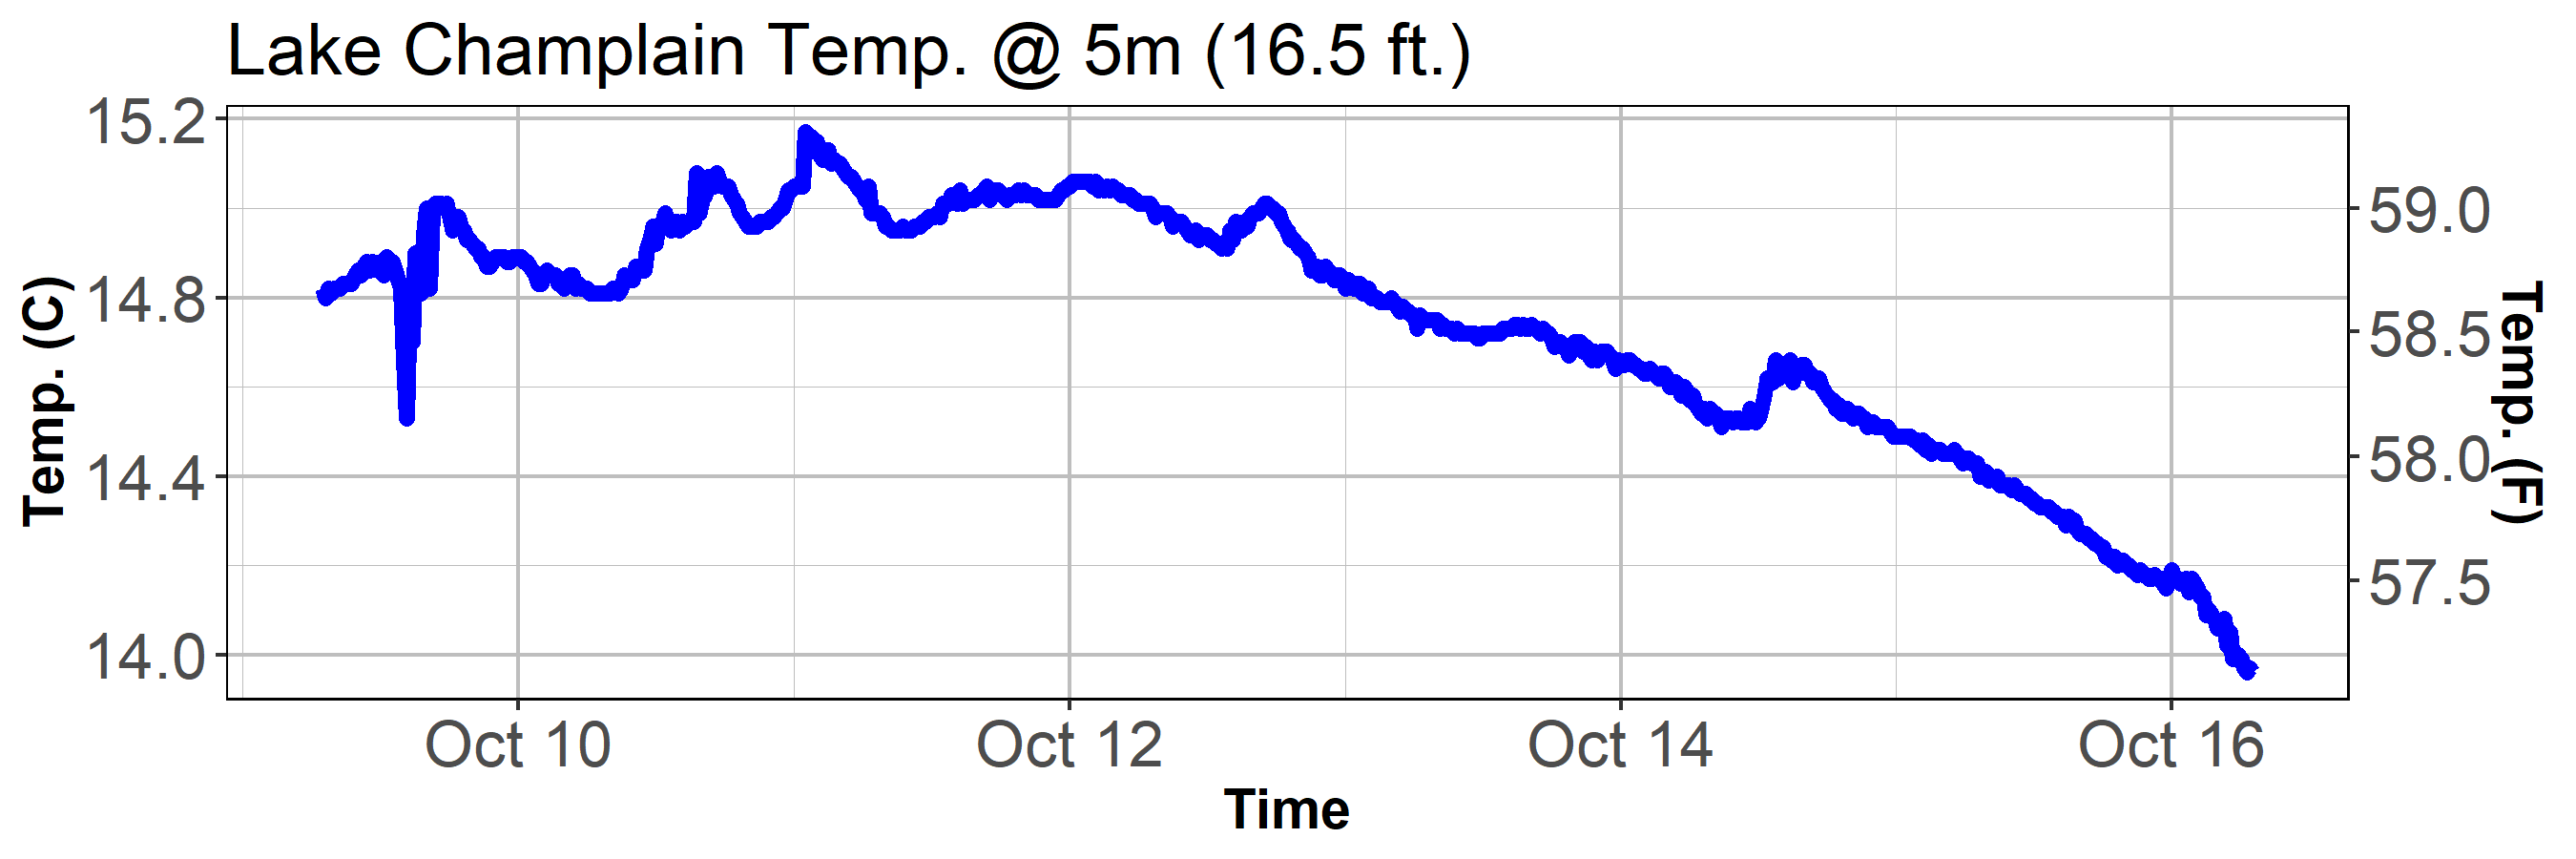 Lake Champlain Temp. @ 5m (16.5 ft.)
Temp. (C)
15.2
14.8
14.4
14.0
59.0
58.5
58.0
57.5
Temp. (F)
Oct 10 Oct 12 Oct 14 Oct 16
Time